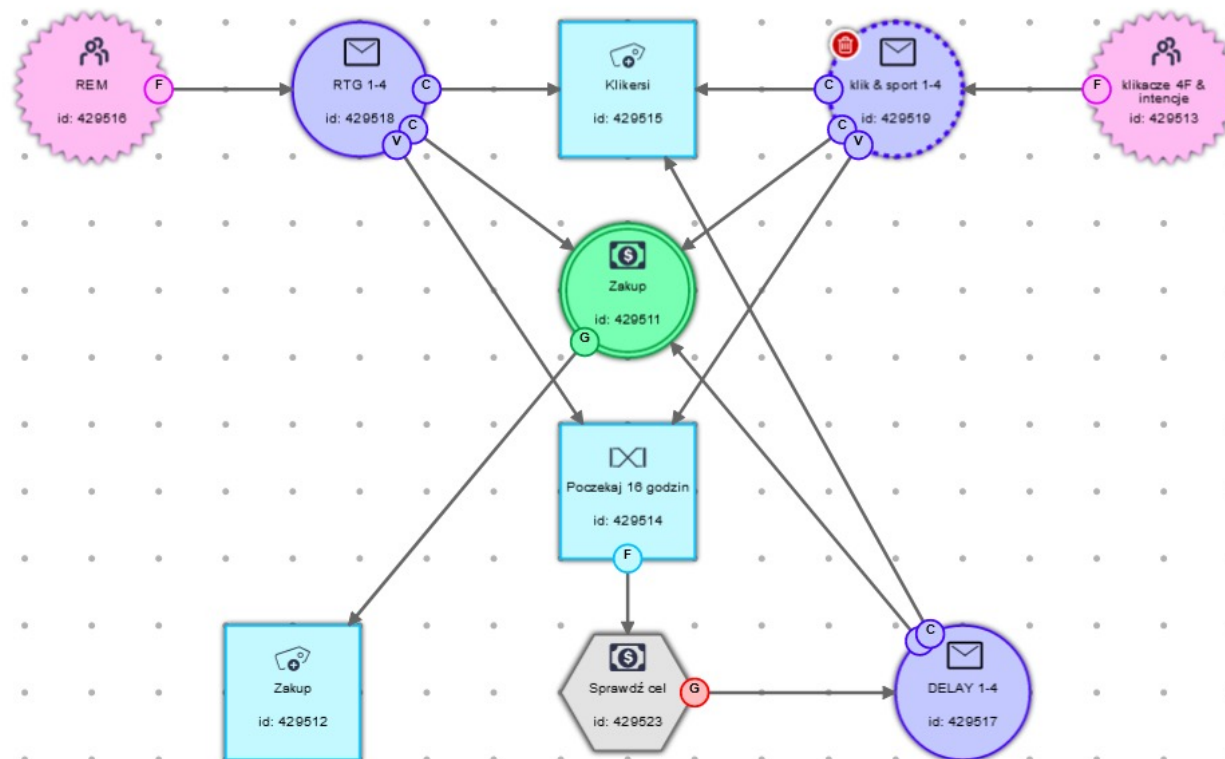 REM
id: 429516
F
RTG 1-4
id: 429518
C
C
V
Klikersi
id: 429515
klik & sport 1-4
id: 429519
C
C
V
klikacze 4F &
intencje
id: 429513
F
Zakup
id: 429511
G
Poczekaj 16 godzin
id: 429514
F
Zakup
id: 429512
Sprawdź cel
id: 429523
G
C
DELAY 1-4
id: 429517